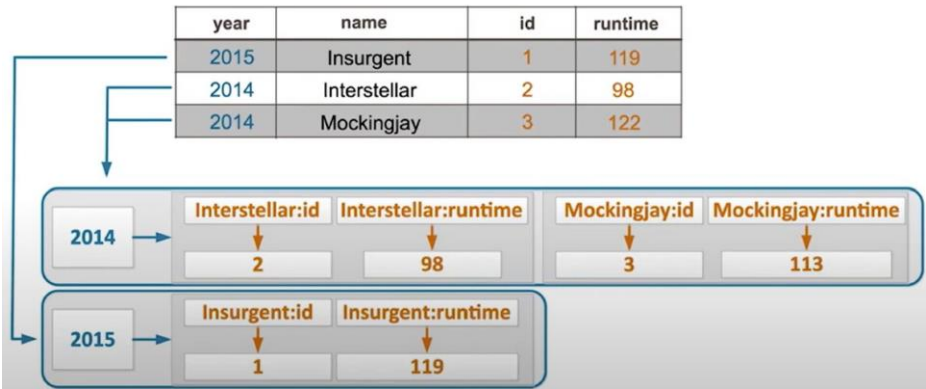 year name id runtime
2015 Insurgent 1 119
2014 Interstellar 2 98
2014 Mockingjay 3 122
Interstellar:id Interstellar:runtime Mockingjay:id Mockingjay:runtime
2014
2 98 3 113
Insurgent:id Insurgent:runtime
2015
1 119